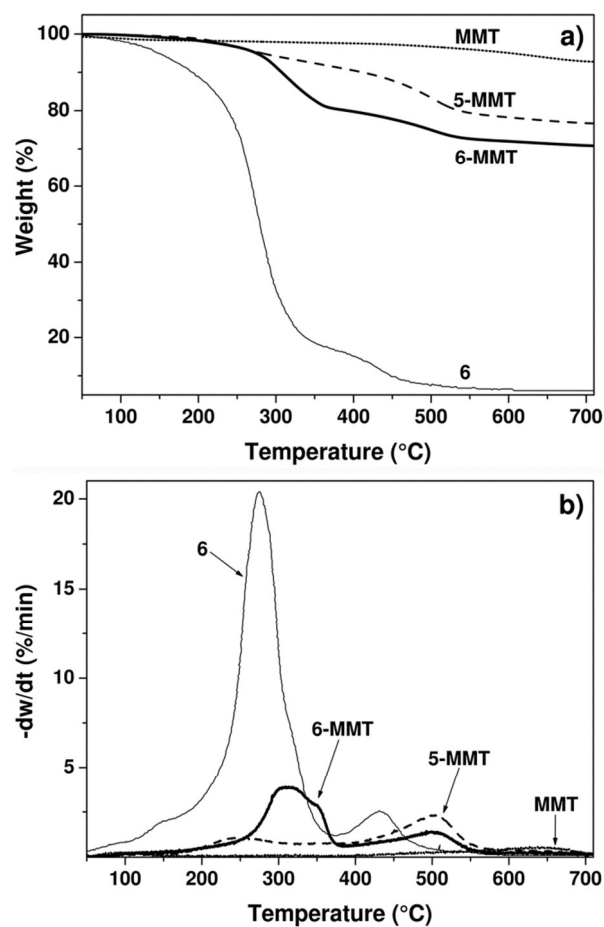 a)
MMT
5-MMT
6-MMT
6
100
80
60
40
20
Weight (%)
100 200 300 400 500 600 700
Temperature (°C)
b)
20
15
10
5
-dw/dt (%/min)
6
6-MMT
5-MMT
MMT
100 200 300 400 500 600 700
Temperature (°C)